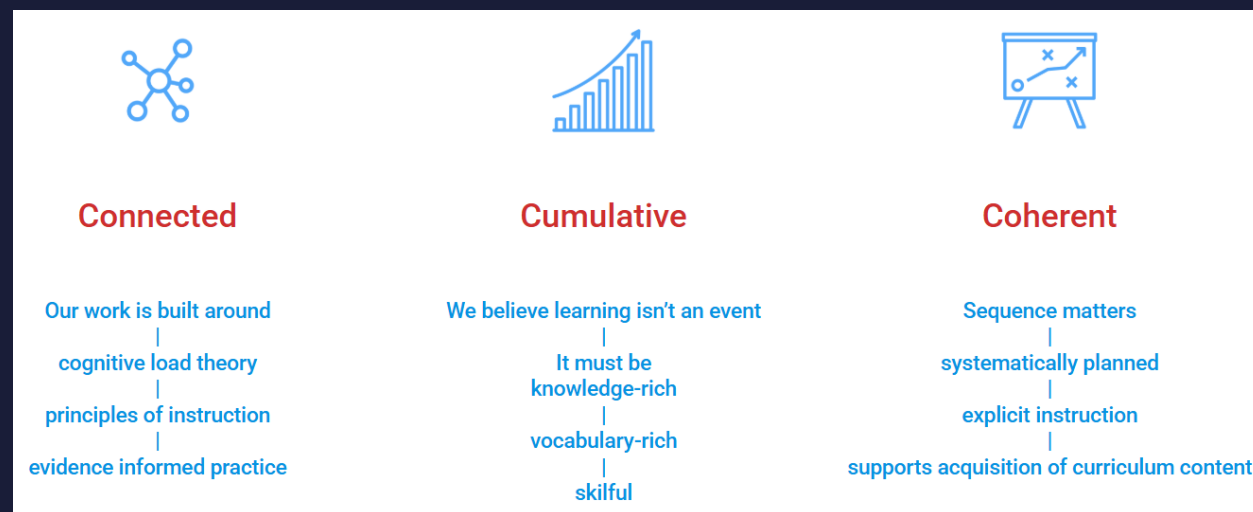 Connected
Our work is built around
|
cognitive load theory
|
principles of instruction
|
evidence informed practice
Cumulative
We believe learning isn't an event
|
It must be
knowledge-rich
|
vocabulary-rich
|
skilful
Coherent
Sequence matters
|
systematically planned
|
explicit instruction
|
supports acquisition of curriculum content